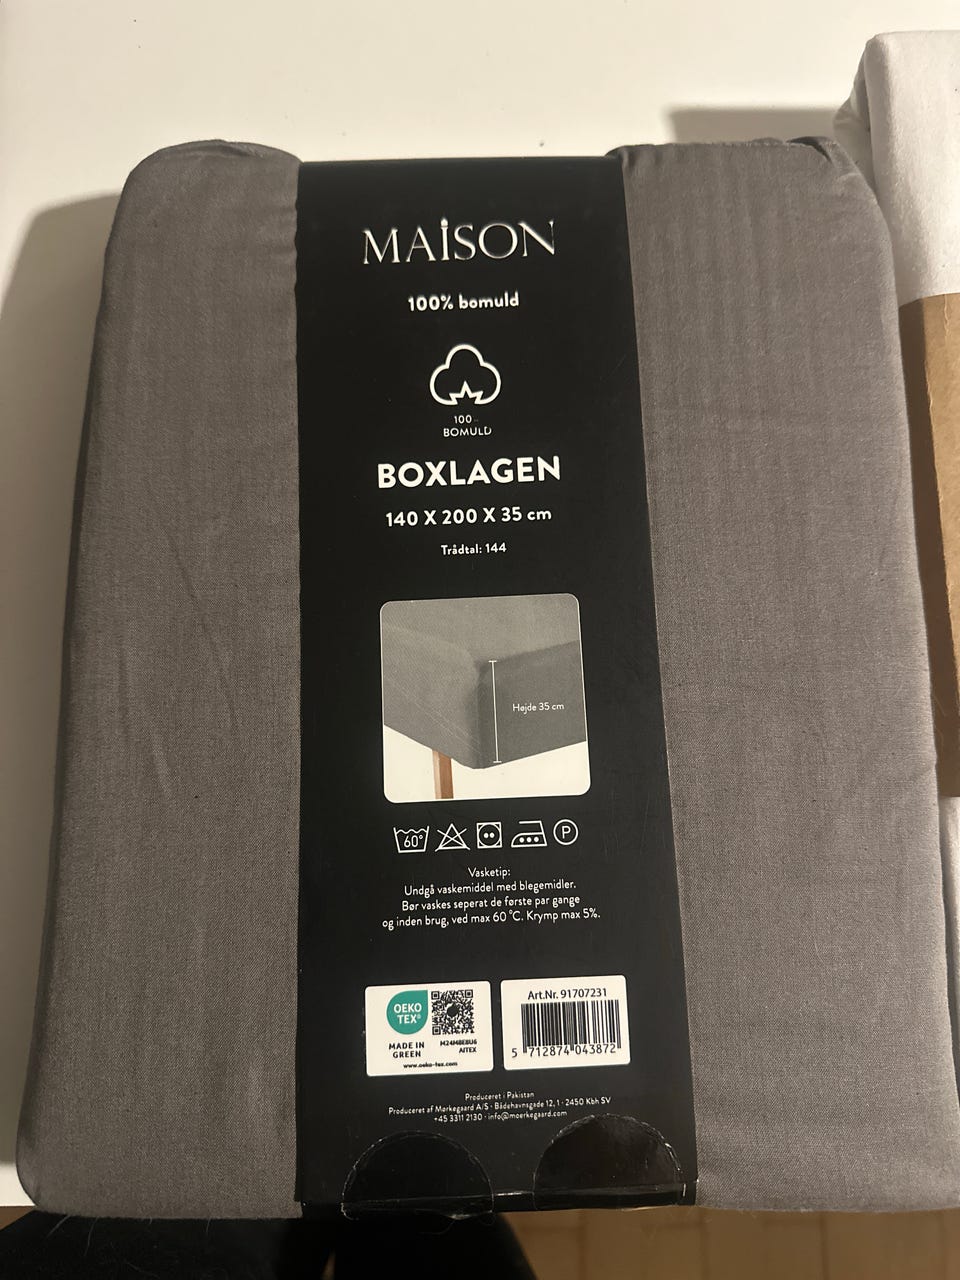 MAISON
100% bomuld
100
BOMULD
BOXLAGEN
140 X 200 X 35 cm
Trådtal: 144
Højde 35 cm
60°
P
Vasketip:
Undgå vaskemiddel med blegemidler.
Bør vaskes seperat de første par gange
og inden brug, ved max 60 °C. Krymp max 5%.
OEKO
TEX®
MADE IN
GREEN
M24M8E8U6
AITEX
www.oeko-tex.com
Art.Nr. 91707231
5 712874 043872
Produceret i Pakistan
Produceres af Mørkegaard A/S · Bådehavnsgade 12, 1 · 2450 Kbh SV
+45 3311 2130 · info@moerkegaard.com